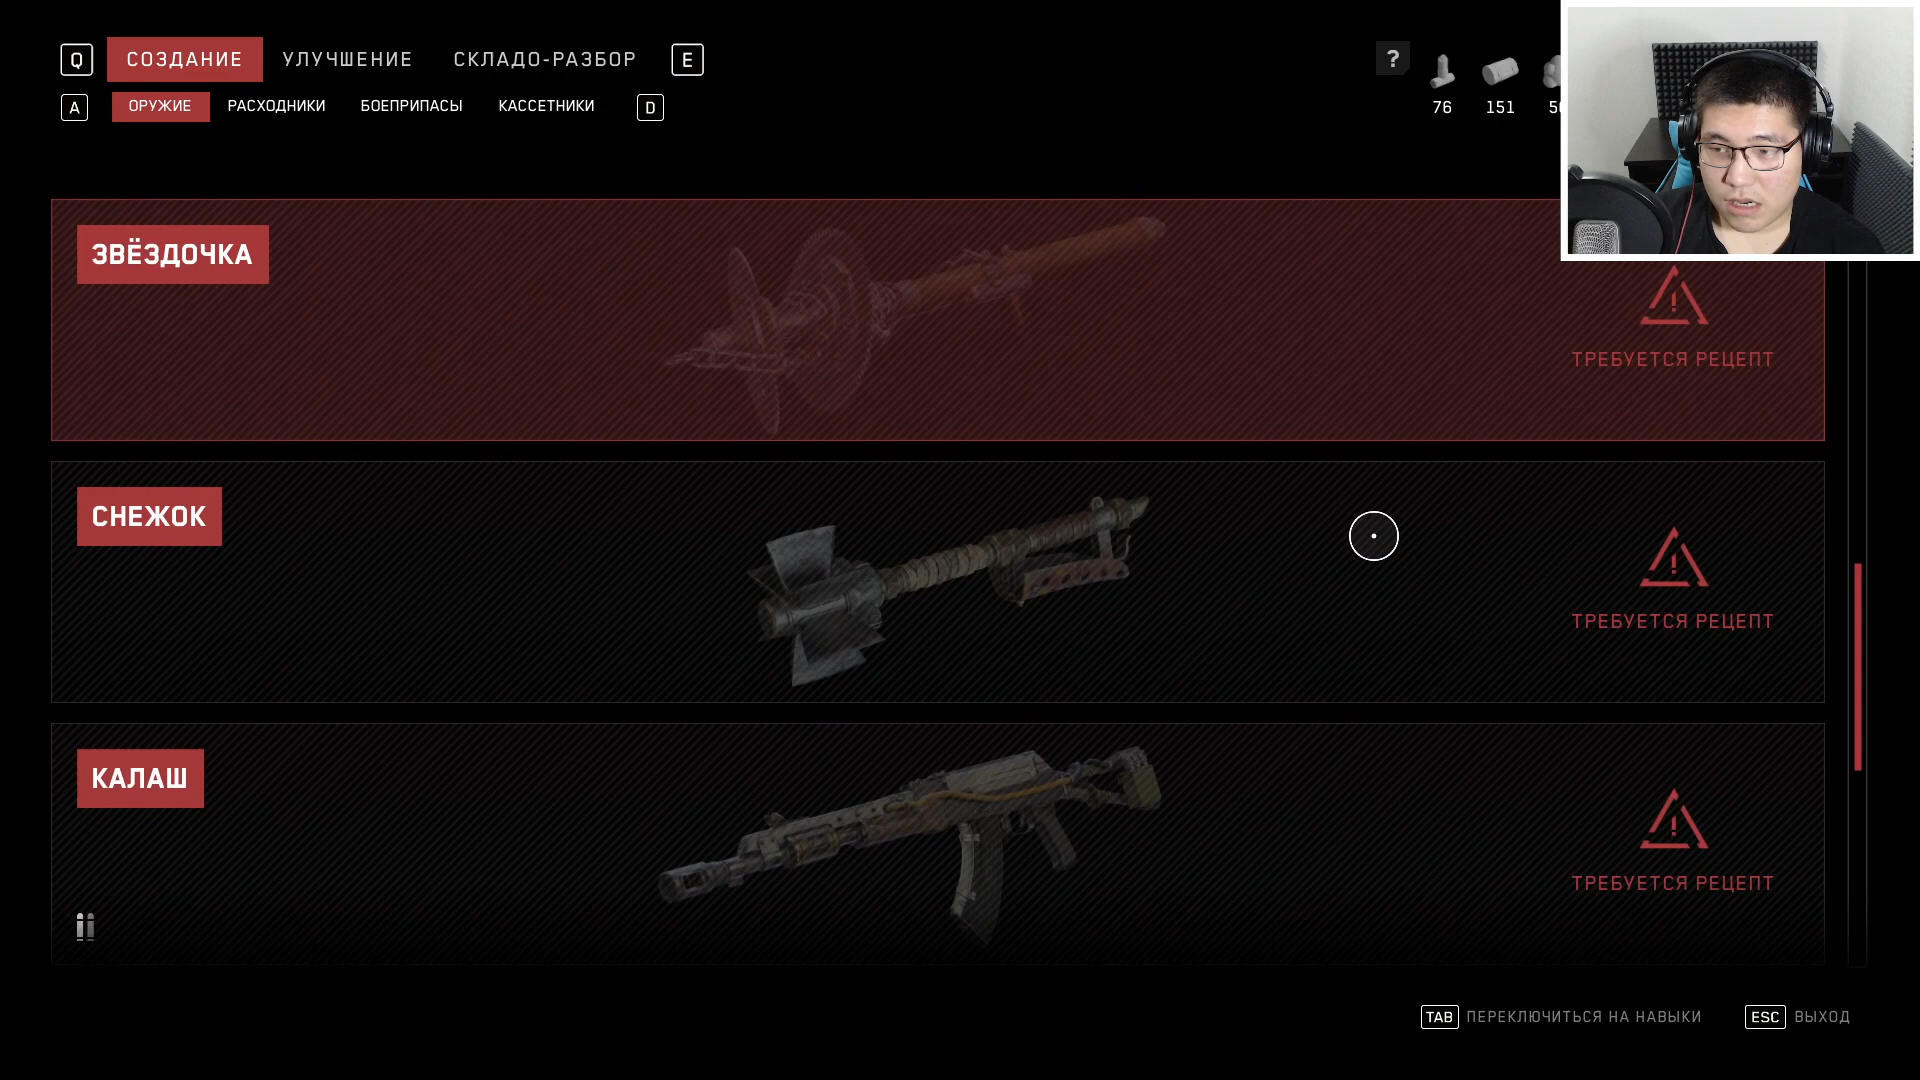 Q СОЗДАНИЕ УЛУЧШЕНИЕ СКЛАДО-РАЗБОР E
?
A ОРУЖИЕ РАСХОДНИКИ БОЕПРИПАСЫ КАССЕТНИКИ D
76 151
ЗВЁЗДОЧКА
ТРЕБУЕТСЯ РЕЦЕПТ
СНЕЖОК
ТРЕБУЕТСЯ РЕЦЕПТ
КАЛАШ
ТРЕБУЕТСЯ РЕЦЕПТ
TAB ПЕРЕКЛЮЧИТЬСЯ НА НАВЫКИ ESC ВЫХОД